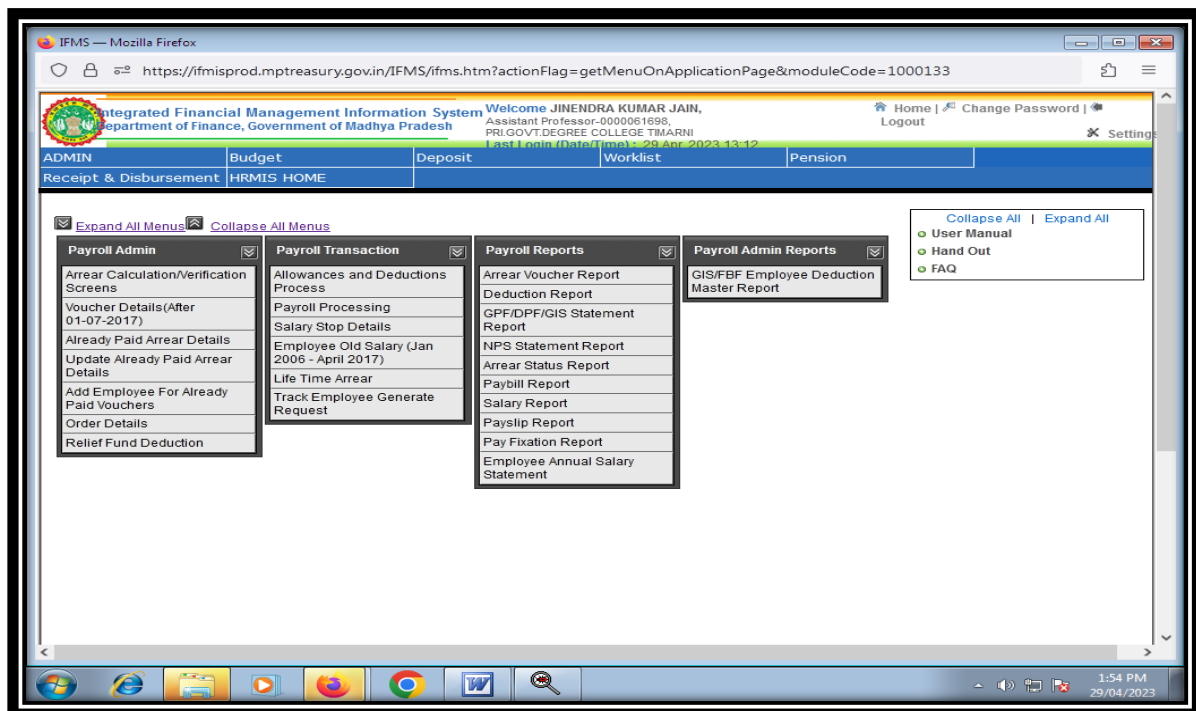 IFMS — Mozilla Firefox
https://ifmisprod.mptreasury.gov.in/IFMS/ifms.htm?actionFlag=getMenuOnApplicationPage&moduleCode=1000133
Integrated Financial Management Information System
Department of Finance, Government of Madhya Pradesh
Welcome JINENDRA KUMAR JAIN,
Assistant Professor-0000061698,
PRI.GOVT.DEGREE COLLEGE TIMARNI
Last Login (Date/Time) : 29 Apr 2023 13:12
Home | Change Password |
Logout
Settings
ADMIN Budget Deposit Worklist Pension
Receipt & Disbursement HRMIS HOME
Expand All Menus Collapse All Menus
Payroll Admin
Arrear Calculation/Verification
Screens
Voucher Details(After
01-07-2017)
Already Paid Arrear Details
Update Already Paid Arrear
Details
Add Employee For Already
Paid Vouchers
Order Details
Relief Fund Deduction
Payroll Transaction
Allowances and Deductions
Process
Payroll Processing
Salary Stop Details
Employee Old Salary (Jan
2006 - April 2017)
Life Time Arrear
Track Employee Generate
Request
Payroll Reports
Arrear Voucher Report
Deduction Report
GPF/DPF/GIS Statement
Report
NPS Statement Report
Arrear Status Report
Paybill Report
Salary Report
Payslip Report
Pay Fixation Report
Employee Annual Salary
Statement
Payroll Admin Reports
GIS/FBF Employee Deduction
Master Report
Collapse All | Expand All
User Manual
Hand Out
FAQ
1:54 PM
29/04/2023